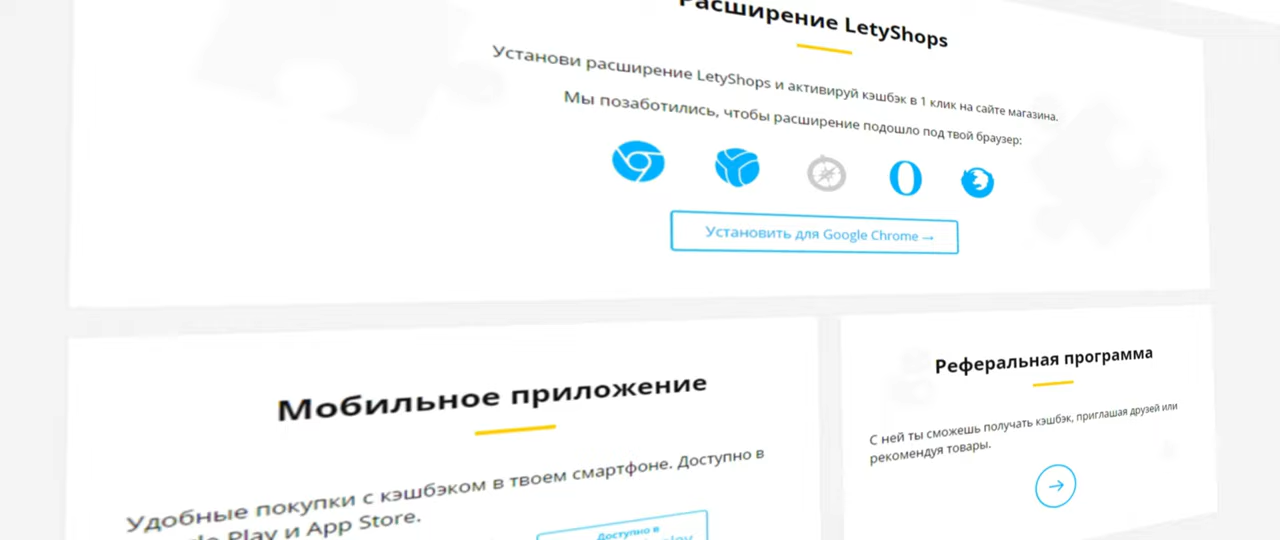 Расширение LetyShops
Установи расширение LetyShops и активируй кэшбэк в 1 клик на сайте магазина.
Мы позаботились, чтобы расширение подошло под твой браузер:
Установить для Google Chrome →
Мобильное приложение
Удобные покупки с кэшбэком в твоем смартфоне. Доступно в
Play и App Store.
Доступно в
Реферальная программа
С ней ты сможешь получать кэшбэк, приглашая друзей или
рекомендуя товары.